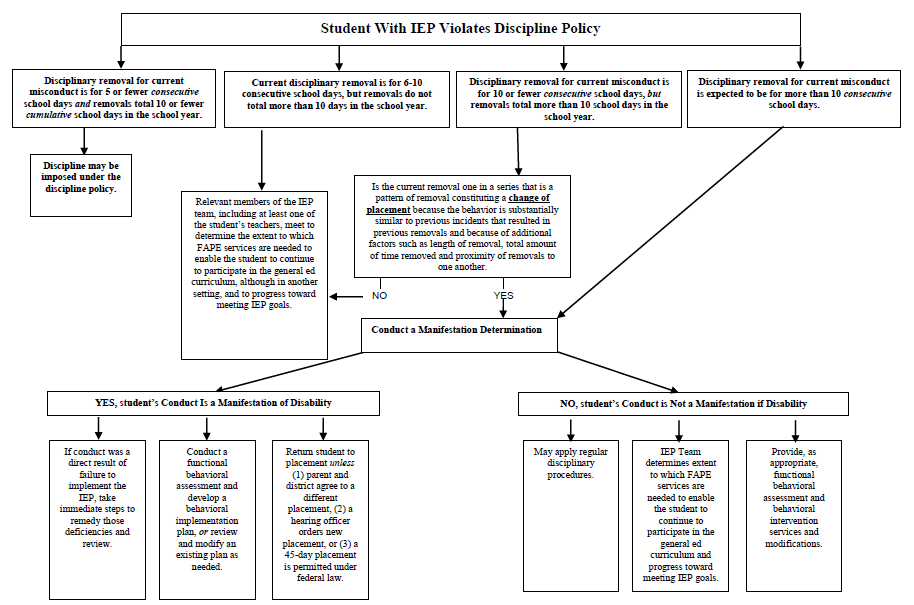 Student With IEP Violates Discipline Policy
Disciplinary removal for current
misconduct is for 5 or fewer consecutive
school days and removals total 10 or fewer
cumulative school days in the school year.
Current disciplinary removal is for 6-10
consecutive school days, but removals do not
total more than 10 days in the school year.
Disciplinary removal for current misconduct is
for 10 or fewer consecutive school days, but
removals total more than 10 school days in the
school year.
Disciplinary removal for current misconduct
is expected to be for more than 10 consecutive
school days.
Discipline may be
imposed under the
discipline policy.
Relevant members of the IEP
team, including at least one of
the student's teachers, meet to
determine the extent to which
FAPE services are needed to
enable the student to continue
to participate in the general ed
curriculum, although in another
setting, and to progress toward
meeting IEP goals.
Is the current removal one in a series that is a
pattern of removal constituting a change of
placement because the behavior is substantially
similar to previous incidents that resulted in
previous removals and because of additional
factors such as length of removal, total amount
of time removed and proximity of removals to
one another.
NO
YES
Conduct a Manifestation Determination
YES, student's Conduct Is a Manifestation of Disability
NO, student's Conduct is Not a Manifestation if Disability
If conduct was a
direct result of
failure to
implement the
IEP, take
immediate steps to
remedy those
deficiencies and
review.
Conduct a
functional
behavioral
assessment and
develop a
behavioral
implementation
plan, or review
and modify an
existing plan as
needed.
Return student to
placement unless
(1) parent and
district agree to a
different
placement, (2) a
hearing officer
orders new
placement, or (3) a
45-day placement
is permitted under
federal law.
May apply regular
disciplinary
procedures.
IEP Team
determines extent
to which FAPE
services are
needed to enable
the student to
continue to
participate in the
general ed
curriculum and
progress toward
meeting IEP goals.
Provide, as
appropriate,
functional
behavioral
assessment and
behavioral
intervention
services and
modifications.